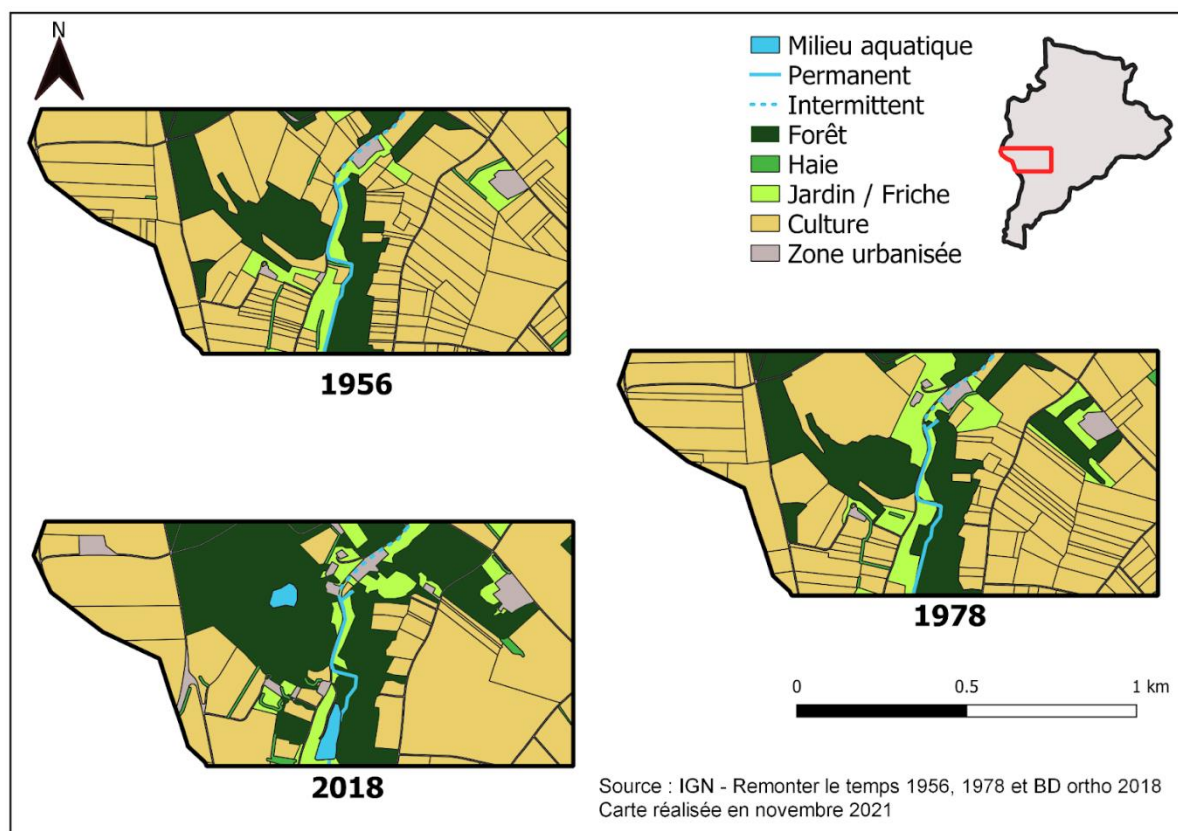 N
Milieu aquatique
Permanent
Intermittent
Forêt
Haie
Jardin / Friche
Culture
Zone urbanisée
1956
1978
2018
0 0.5 1 km
Source : IGN - Remonter le temps 1956, 1978 et BD ortho 2018
Carte réalisée en novembre 2021